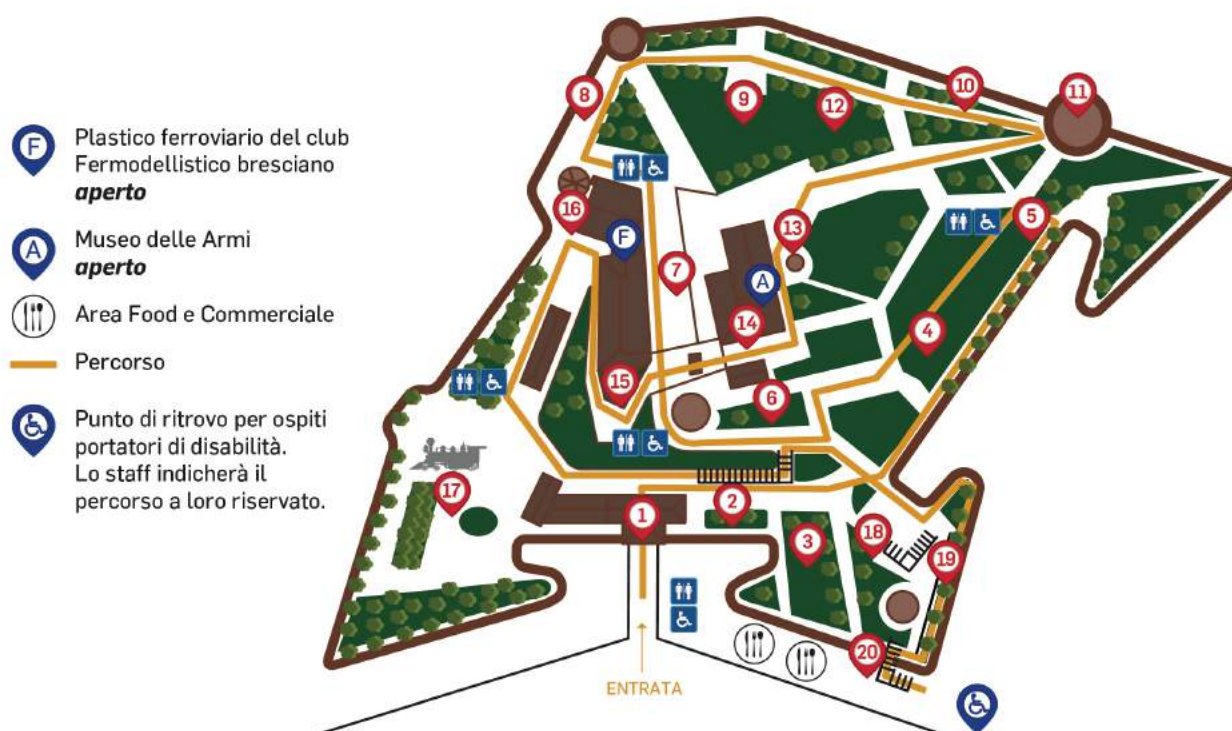 F
Plastico ferroviario del club
Fermodellistico bresciano
aperto
A
Museo delle Armi
aperto
Area Food e Commerciale
Percorso
Punto di ritrovo per ospiti
portatori di disabilità.
Lo staff indicherà il
percorso a loro riservato.
8
9
12
10
11
16
F
7
13
5
A
14
4
15
6
17
1
2
3
18
19
20
ENTRATA